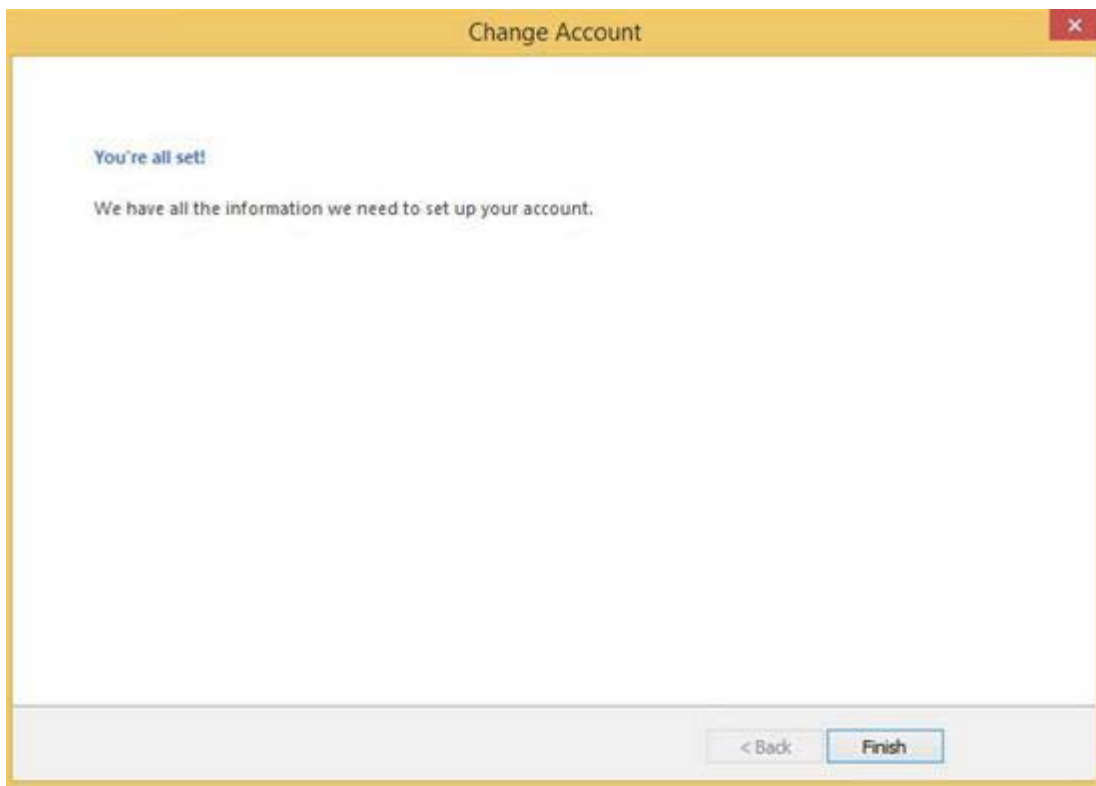 Change Account
You're all set!
We have all the information we need to set up your account.
< Back
Finish